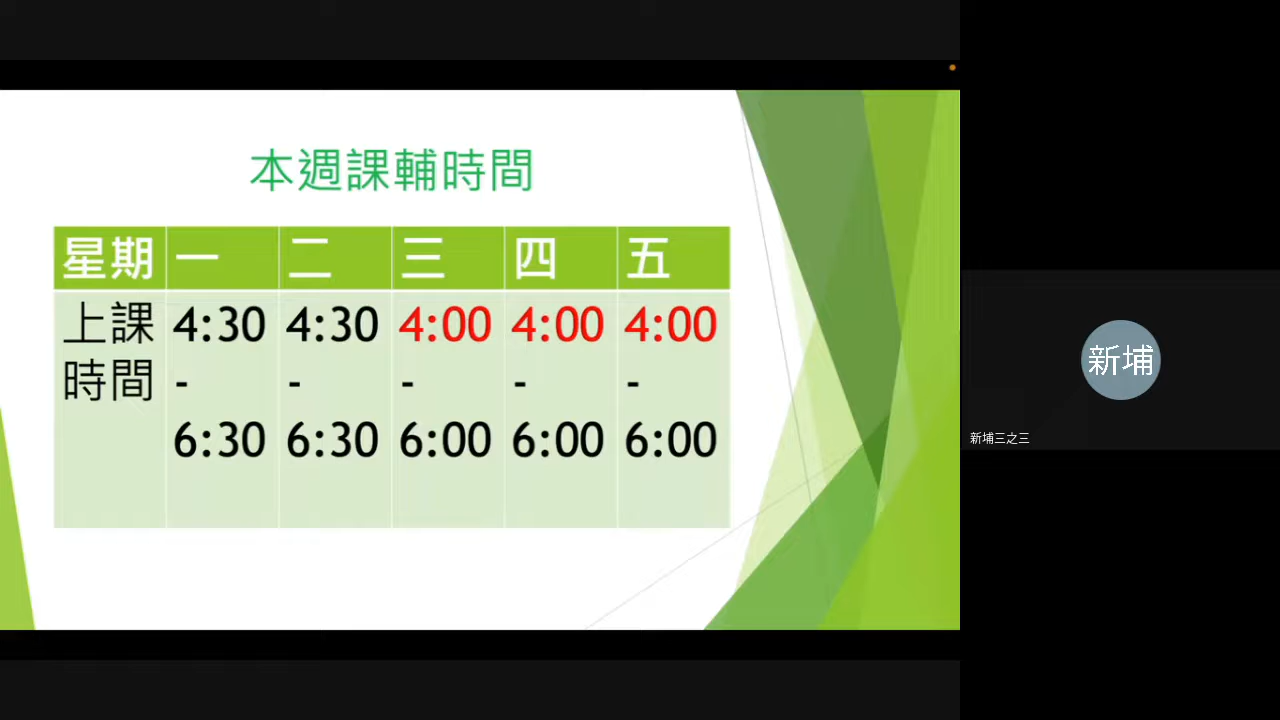 本週課輔時間
星期 一 二 三 四 五
上課 4:30 4:30 4:00 4:00 4:00
時間 - - - - -
6:30 6:30 6:00 6:00 6:00
新埔
新埔三之三